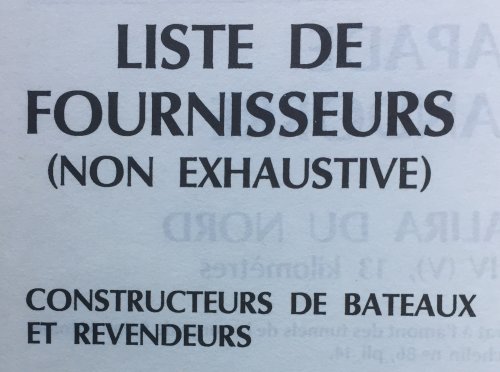 LISTE DE
FOURNISSEURS
(NON EXHAUSTIVE)
CONSTRUCTEURS DE BATEAUX
ET REVENDEURS